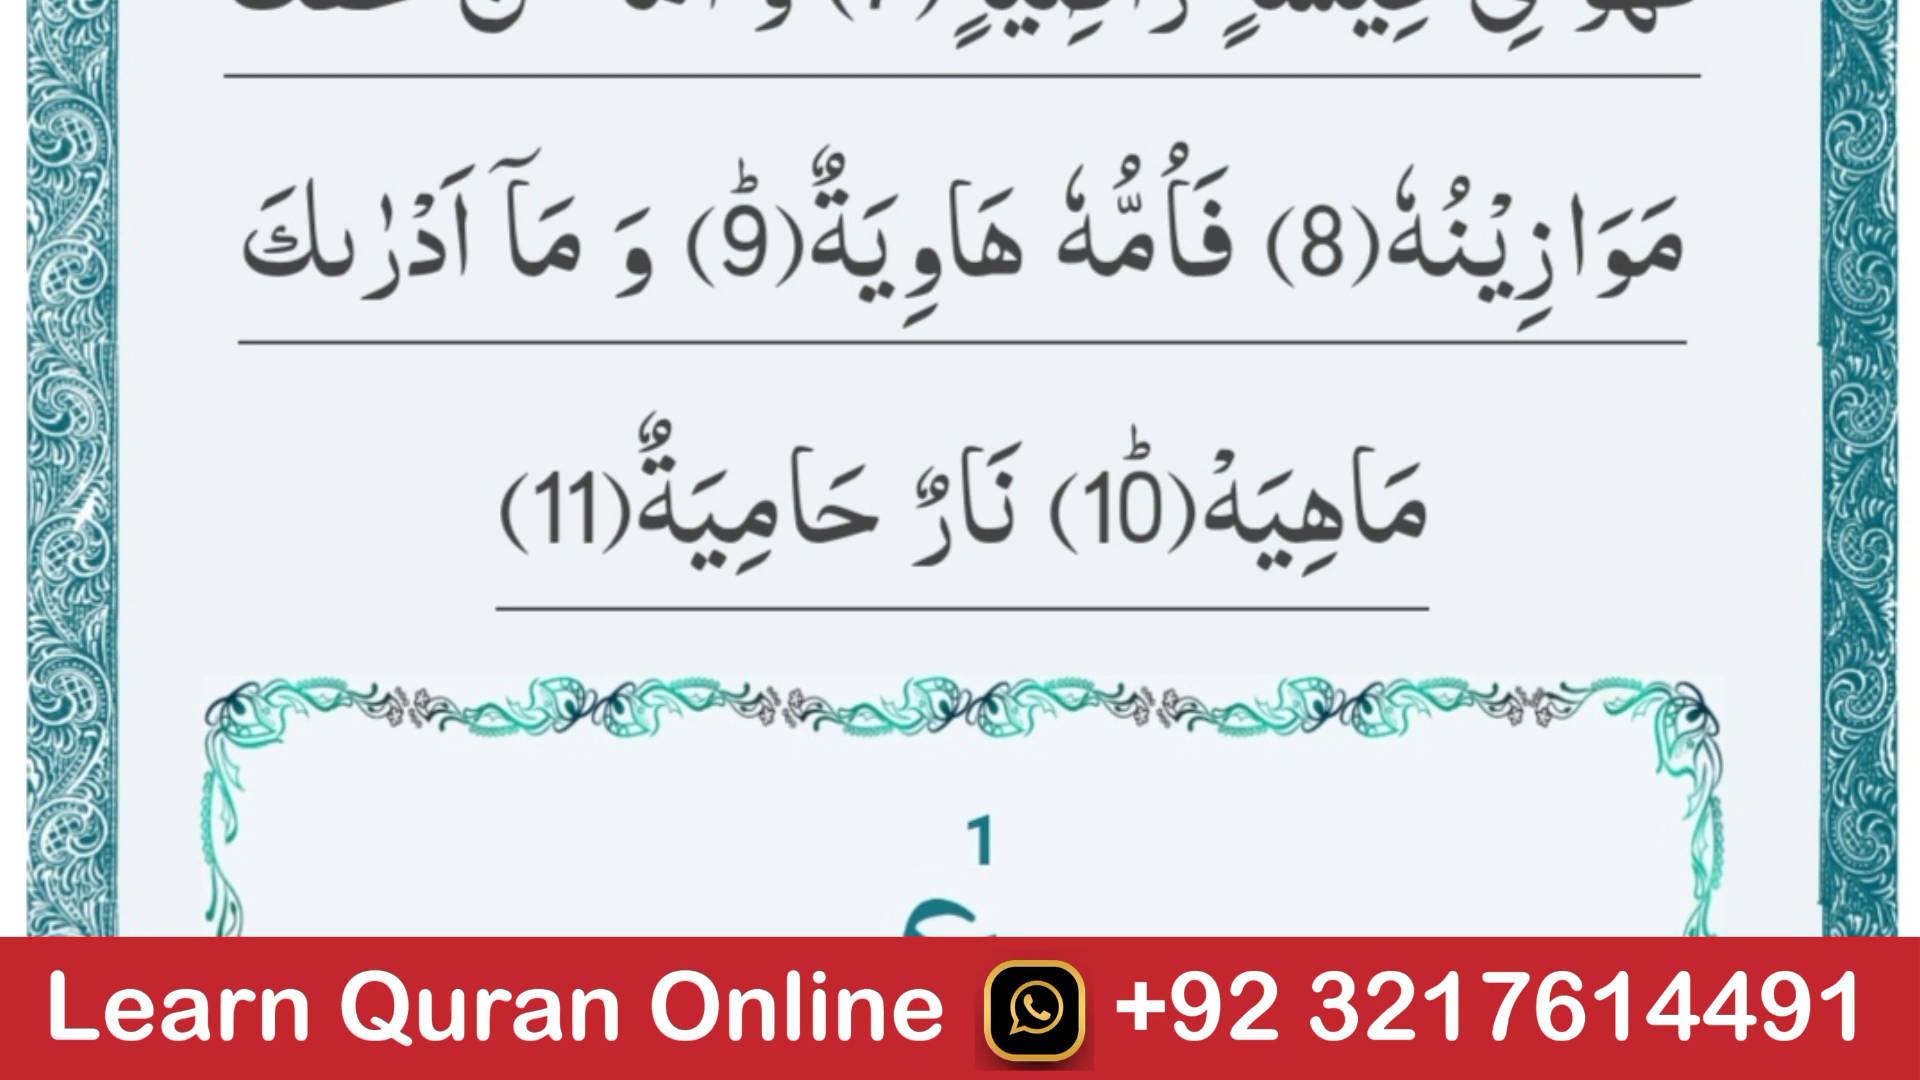 مَوَازِيْنُهٗ(8) فَاُمُّهٗ هَاوِيَةٌ(9)ؕ وَ مَاۤ اَدْرٰىكَ
مَاهِيَهْ(10)ؕ نَارٌ حَامِيَةٌ(11)
1
Learn Quran Online +92 3217614491